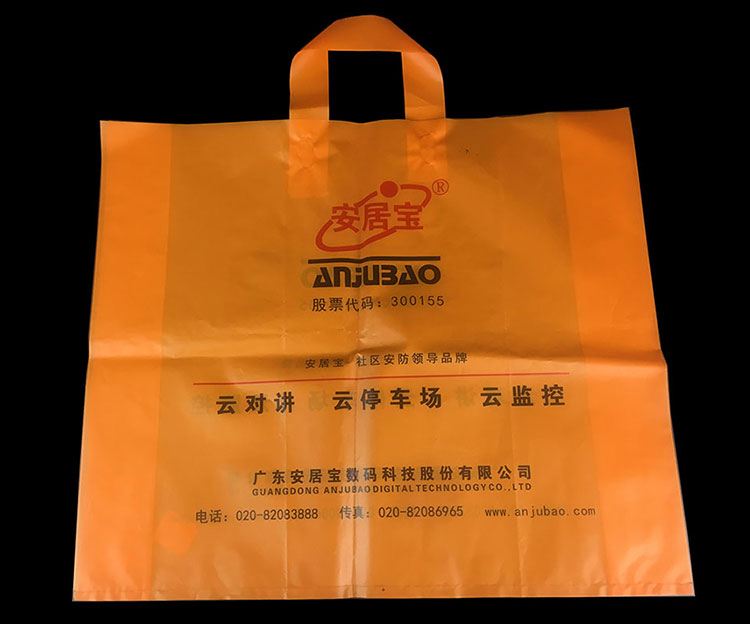 安居宝®
ANJUBAO
股票代码：300155
安居宝-社区安防领导品牌
云对讲 云停车场 云监控
广东安居宝数码科技股份有限公司
GUANGDONG ANJUBAO DIGITAL TECHNOLOGY CO.,LTD
电话：020-82083888 传真：020-82086965 www.anjubao.com